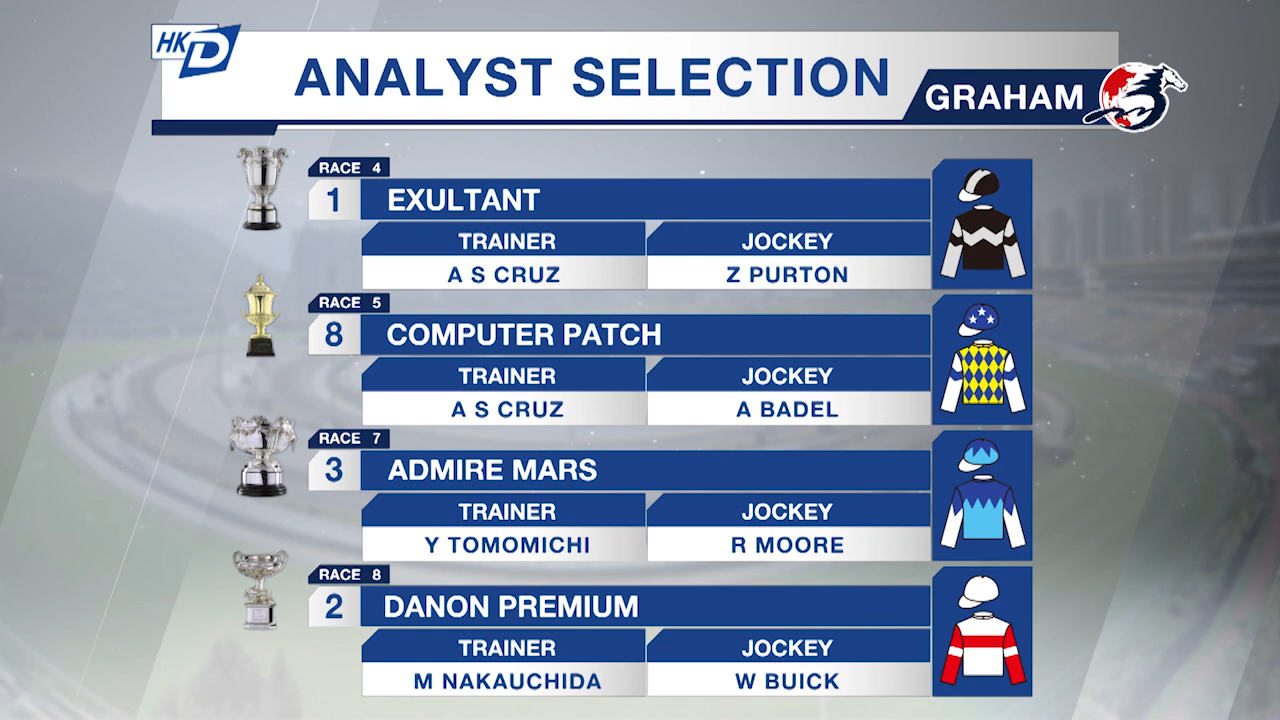 HK D
ANALYST SELECTION
GRAHAM
RACE 4
1 EXULTANT
TRAINER JOCKEY
A S CRUZ Z PURTON
RACE 5
8 COMPUTER PATCH
TRAINER JOCKEY
A S CRUZ A BADEL
RACE 7
3 ADMIRE MARS
TRAINER JOCKEY
Y TOMOMICHI R MOORE
RACE 8
2 DANON PREMIUM
TRAINER JOCKEY
M NAKAUCHIDA W BUICK